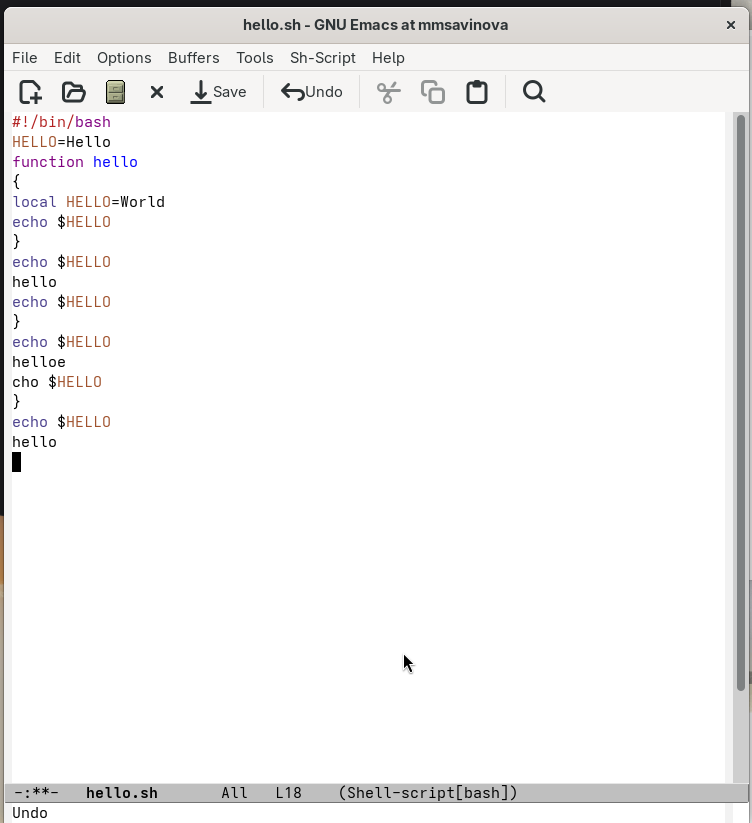 hello.sh - GNU Emacs at mmsavinova
File Edit Options Buffers Tools Sh-Script Help
Save Undo
#!/bin/bash
HELLO=Hello
function hello
{
local HELLO=World
echo $HELLO
}
echo $HELLO
hello
echo $HELLO
}
echo $HELLO
helloe
cho $HELLO
}
echo $HELLO
hello
-:**- hello.sh All L18 (Shell-script[bash])
Undo